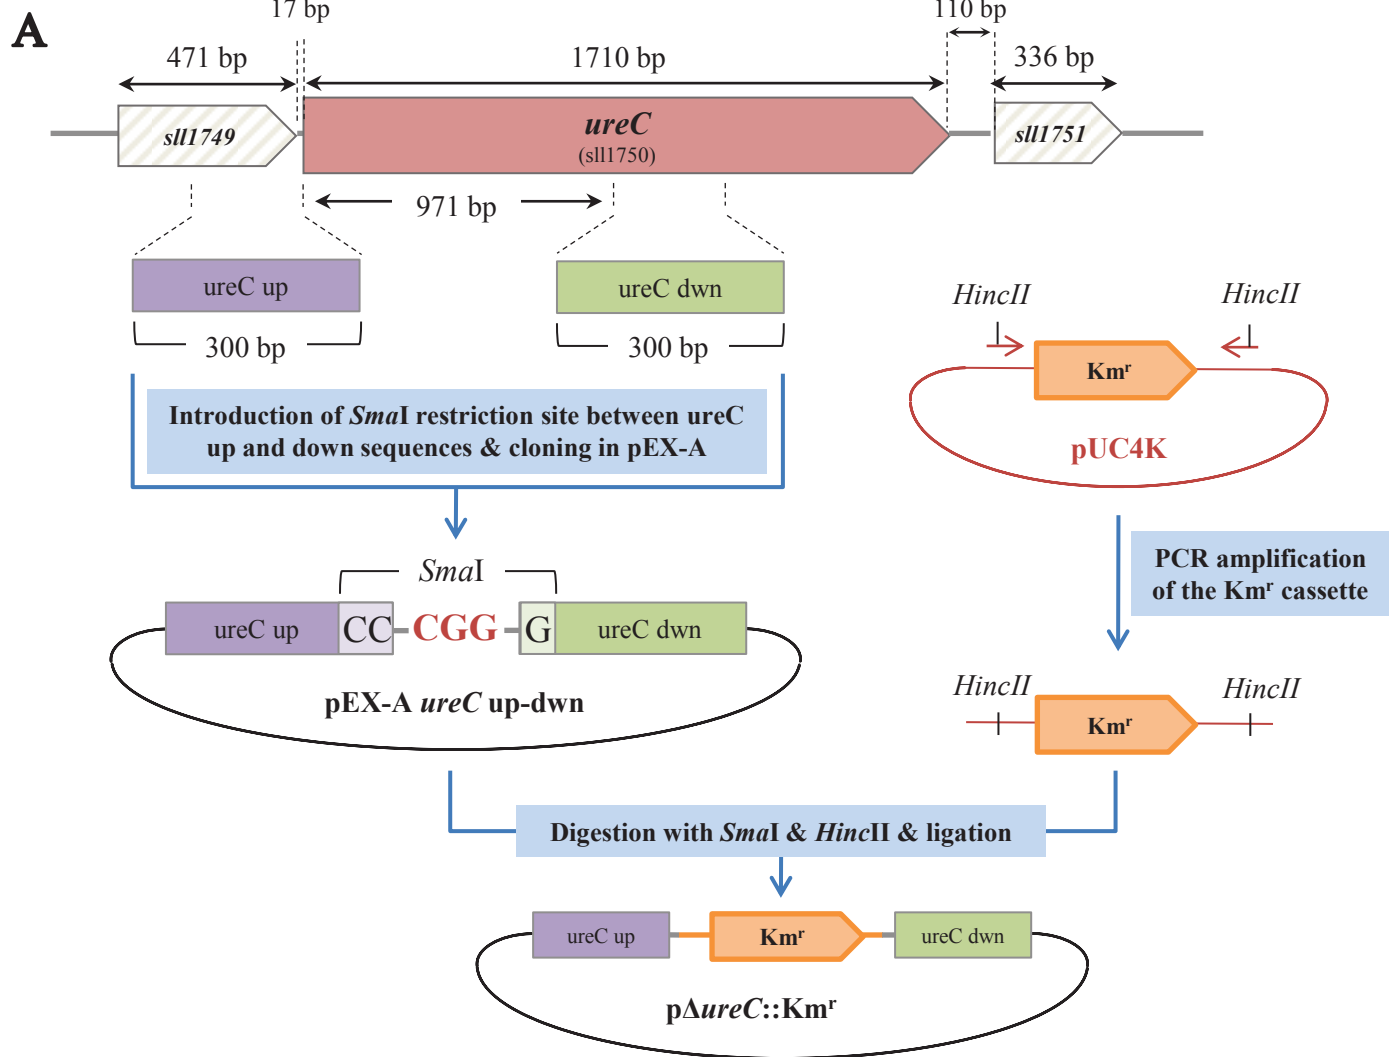 A
17 bp
110 bp
471 bp
1710 bp
336 bp
sll1749
ureC
(sll1750)
sll1751
971 bp
ureC up
ureC dwn
300 bp
300 bp
HincII
HincII
Kmr
pUC4K
Introduction of SmaI restriction site between ureC
up and down sequences & cloning in pEX-A
PCR amplification
of the Kmr cassette
SmaI
ureC up
CC
CGG
G
ureC dwn
pEX-A ureC up-dwn
HincII
HincII
Kmr
Digestion with SmaI & HincII & ligation
ureC up
Kmr
ureC dwn
pΔureC::Kmr